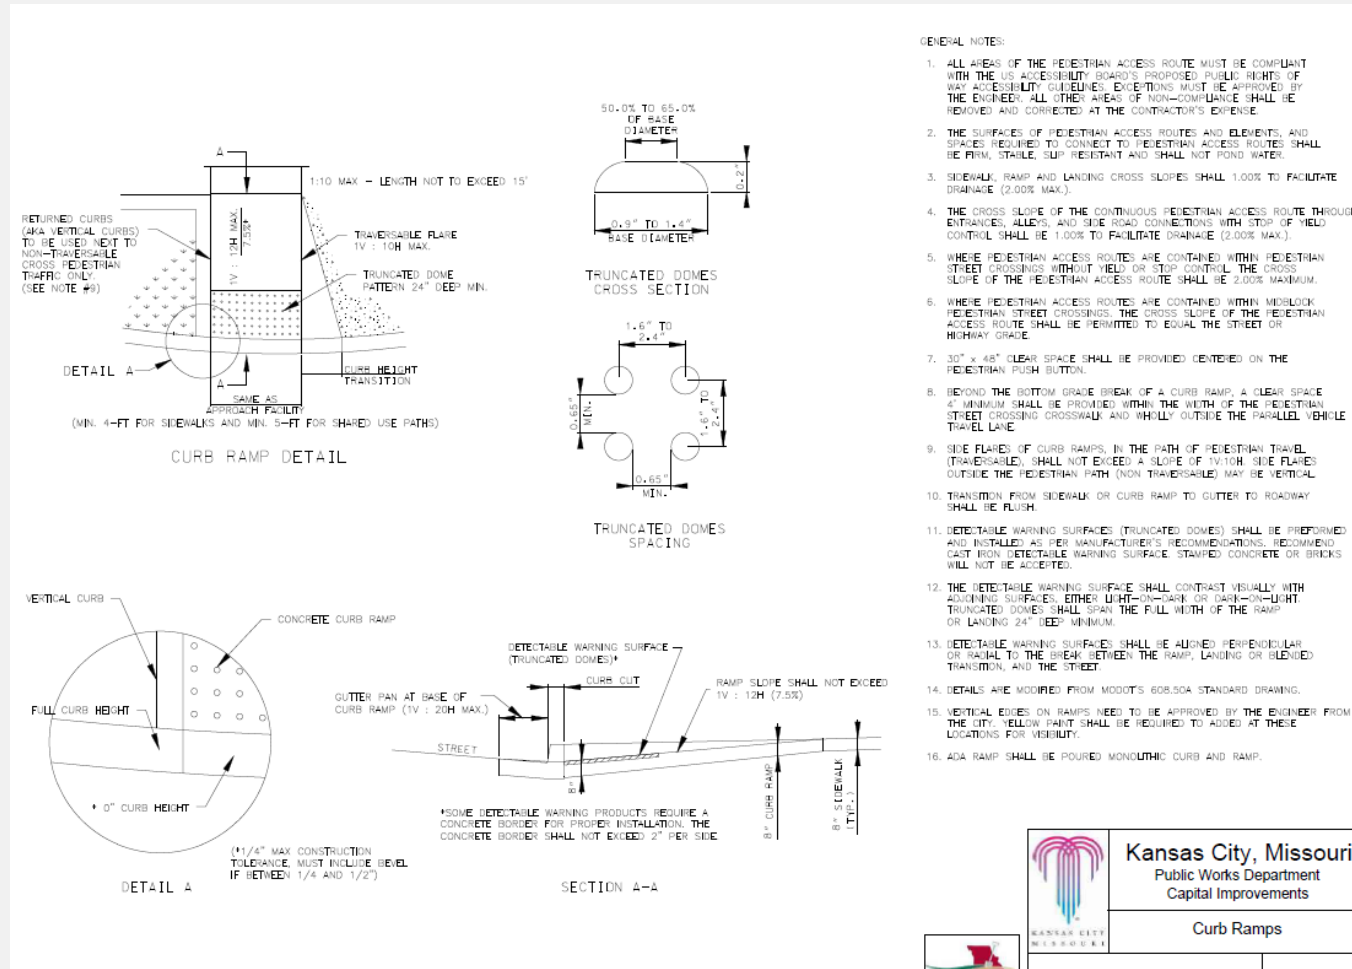 GENERAL NOTES:
1. ALL AREAS OF THE PEDESTRIAN ACCESS ROUTE MUST BE COMPLIANT
WITH THE US ACCESSIBILITY BOARD'S PROPOSED PUBLIC RIGHTS OF
WAY ACCESSIBILITY GUIDELINES. EXCEPTIONS MUST BE APPROVED BY
THE ENGINEER. ALL OTHER AREAS OF NON-COMPLIANCE SHALL BE
REMOVED AND CORRECTED AT THE CONTRACTOR'S EXPENSE.
2. THE SURFACES OF PEDESTRIAN ACCESS ROUTES AND ELEMENTS, AND
SPACES REQUIRED TO CONNECT TO PEDESTRIAN ACCESS ROUTES SHALL
BE FIRM, STABLE, SLIP RESISTANT AND SHALL NOT POND WATER.
3. SIDEWALK, RAMP AND LANDING CROSS SLOPES SHALL 1.00% TO FACILITATE
DRAINAGE (2.00% MAX.).
4. THE CROSS SLOPE OF THE CONTINUOUS PEDESTRIAN ACCESS ROUTE THROUG
ENTRANCES, ALLEYS, AND SIDE ROAD CONNECTIONS WITH STOP OF YIELD
CONTROL SHALL BE 1.00% TO FACILITATE DRAINAGE (2.00% MAX.).
5. WHERE PEDESTRIAN ACCESS ROUTES ARE CONTAINED WITHIN PEDESTRIAN
STREET CROSSINGS WITHOUT YIELD OR STOP CONTROL, THE CROSS
SLOPE OF THE PEDESTRIAN ACCESS ROUTE SHALL BE 2.00% MAXIMUM.
6. WHERE PEDESTRIAN ACCESS ROUTES ARE CONTAINED WITHIN MIDBLOCK
PEDESTRIAN STREET CROSSINGS. THE CROSS SLOPE OF THE PEDESTRIAN
ACCESS ROUTE SHALL BE PERMITTED TO EQUAL THE STREET OR
HIGHWAY GRADE.
7. 30" x 48" CLEAR SPACE SHALL BE PROVIDED CENTERED ON THE
PEDESTRIAN PUSH BUTTON.
8. BEYOND THE BOTTOM GRADE BREAK OF A CURB RAMP, A CLEAR SPACE
4" MINIMUM SHALL BE PROVIDED WITHIN THE WIDTH OF THE PEDESTRIAN
STREET CROSSING CROSSWALK AND WHOLLY OUTSIDE THE PARALLEL VEHICLE
TRAVEL LANE.
9. SIDE FLARES OF CURB RAMPS, IN THE PATH OF PEDESTRIAN TRAVEL
(TRAVERSABLE), SHALL NOT EXCEED A SLOPE OF 1V:10H. SIDE FLARES
OUTSIDE THE PEDESTRIAN PATH (NON TRAVERSABLE) MAY BE VERTICAL.
10. TRANSITION FROM SIDEWALK OR CURB RAMP TO GUTTER TO ROADWAY
SHALL BE FLUSH.
11. DETECTABLE WARNING SURFACES (TRUNCATED DOMES) SHALL BE PREFORMED
AND INSTALLED AS PER MANUFACTURER'S RECOMMENDATIONS. RECOMMEND
CAST IRON DETECTABLE WARNING SURFACE. STAMPED CONCRETE OR BRICKS
WILL NOT BE ACCEPTED.
12. THE DETECTABLE WARNING SURFACE SHALL CONTRAST VISUALLY WITH
ADJOINING SURFACES, EITHER LIGHT-ON-DARK OR DARK-ON-LIGHT.
TRUNCATED DOMES SHALL SPAN THE FULL WIDTH OF THE RAMP
OR LANDING 24" DEEP MINIMUM.
13. DETECTABLE WARNING SURFACES SHALL BE ALIGNED PERPENDICULAR
OR RADIAL TO THE BREAK BETWEEN THE RAMP, LANDING OR BLENDED
TRANSITION, AND THE STREET.
14. DETAILS ARE MODIFIED FROM MODOT'S 608.50A STANDARD DRAWING.
15. VERTICAL EDGES ON RAMPS NEED TO BE APPROVED BY THE ENGINEER FROM
THE CITY. YELLOW PAINT SHALL BE REQUIRED TO ADDED AT THESE
LOCATIONS FOR VISIBILITY.
16. ADA RAMP SHALL BE POURED MONOLITHIC CURB AND RAMP.
A
1:10 MAX - LENGTH NOT TO EXCEED 15'
RETURNED CURBS
(AKA VERTICAL CURBS)
TO BE USED NEXT TO
NON-TRAVERSABLE
CROSS PEDESTRIAN
TRAFFIC ONLY.
(SEE NOTE #9)
1V : 12H MAX.
7.5%*
TRAVERSABLE FLARE
1V : 10H MAX.
TRUNCATED DOME
PATTERN 24" DEEP MIN.
DETAIL A
A
CURB HEIGHT
TRANSITION
SAME AS
APPROACH FACILITY
(MIN. 4-FT FOR SIDEWALKS AND MIN. 5-FT FOR SHARED USE PATHS)
CURB RAMP DETAIL
50.0% TO 65.0%
OF BASE
DIAMETER
0.2"
0.9" TO 1.4"
BASE DIAMETER
TRUNCATED DOMES
CROSS SECTION
1.6" TO
2.4"
0.65"
MIN.
1.6" TO
2.4"
0.65"
MIN.
TRUNCATED DOMES
SPACING
VERTICAL CURB
CONCRETE CURB RAMP
FULL CURB HEIGHT
* 0" CURB HEIGHT
(*1/4" MAX CONSTRUCTION
TOLERANCE, MUST INCLUDE BEVEL
IF BETWEEN 1/4 AND 1/2")
DETAIL A
DETECTABLE WARNING SURFACE
(TRUNCATED DOMES)*
CURB CUT
GUTTER PAN AT BASE OF
CURB RAMP (1V : 20H MAX.)
RAMP SLOPE SHALL NOT EXCEED
1V : 12H (7.5%)
STREET
8"
8" CURB RAMP
8" SIDEWALK
(TYP.)
*SOME DETECTABLE WARNING PRODUCTS REQUIRE A
CONCRETE BORDER FOR PROPER INSTALLATION. THE
CONCRETE BORDER SHALL NOT EXCEED 2" PER SIDE
SECTION A-A
KANSAS CITY
MISSOURI
Kansas City, Missouri
Public Works Department
Capital Improvements
Curb Ramps